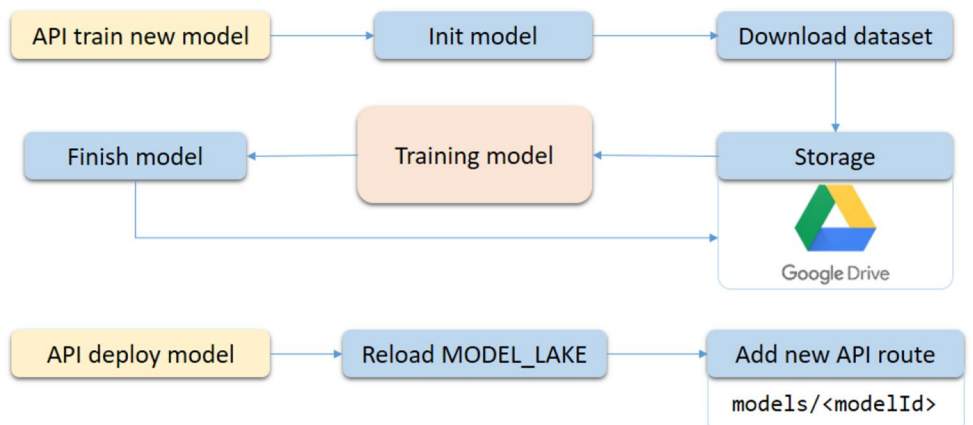 API train new model
Init model
Download dataset
Finish model
Training model
Storage
Google Drive
API deploy model
Reload MODEL_LAKE
Add new API route
models/<modelId>